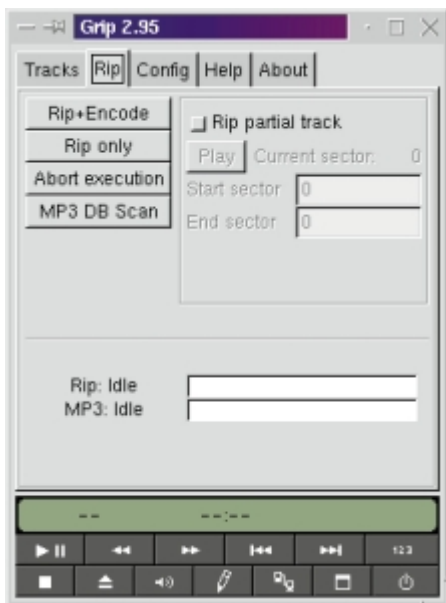 Grip 2.95
Tracks Rip Config Help About
Rip+Encode
Rip only
Abort execution
MP3 DB Scan
Rip partial track
Play Current sector: 0
Start sector 0
End sector 0
Rip: Idle
MP3: Idle
-- --:--
123